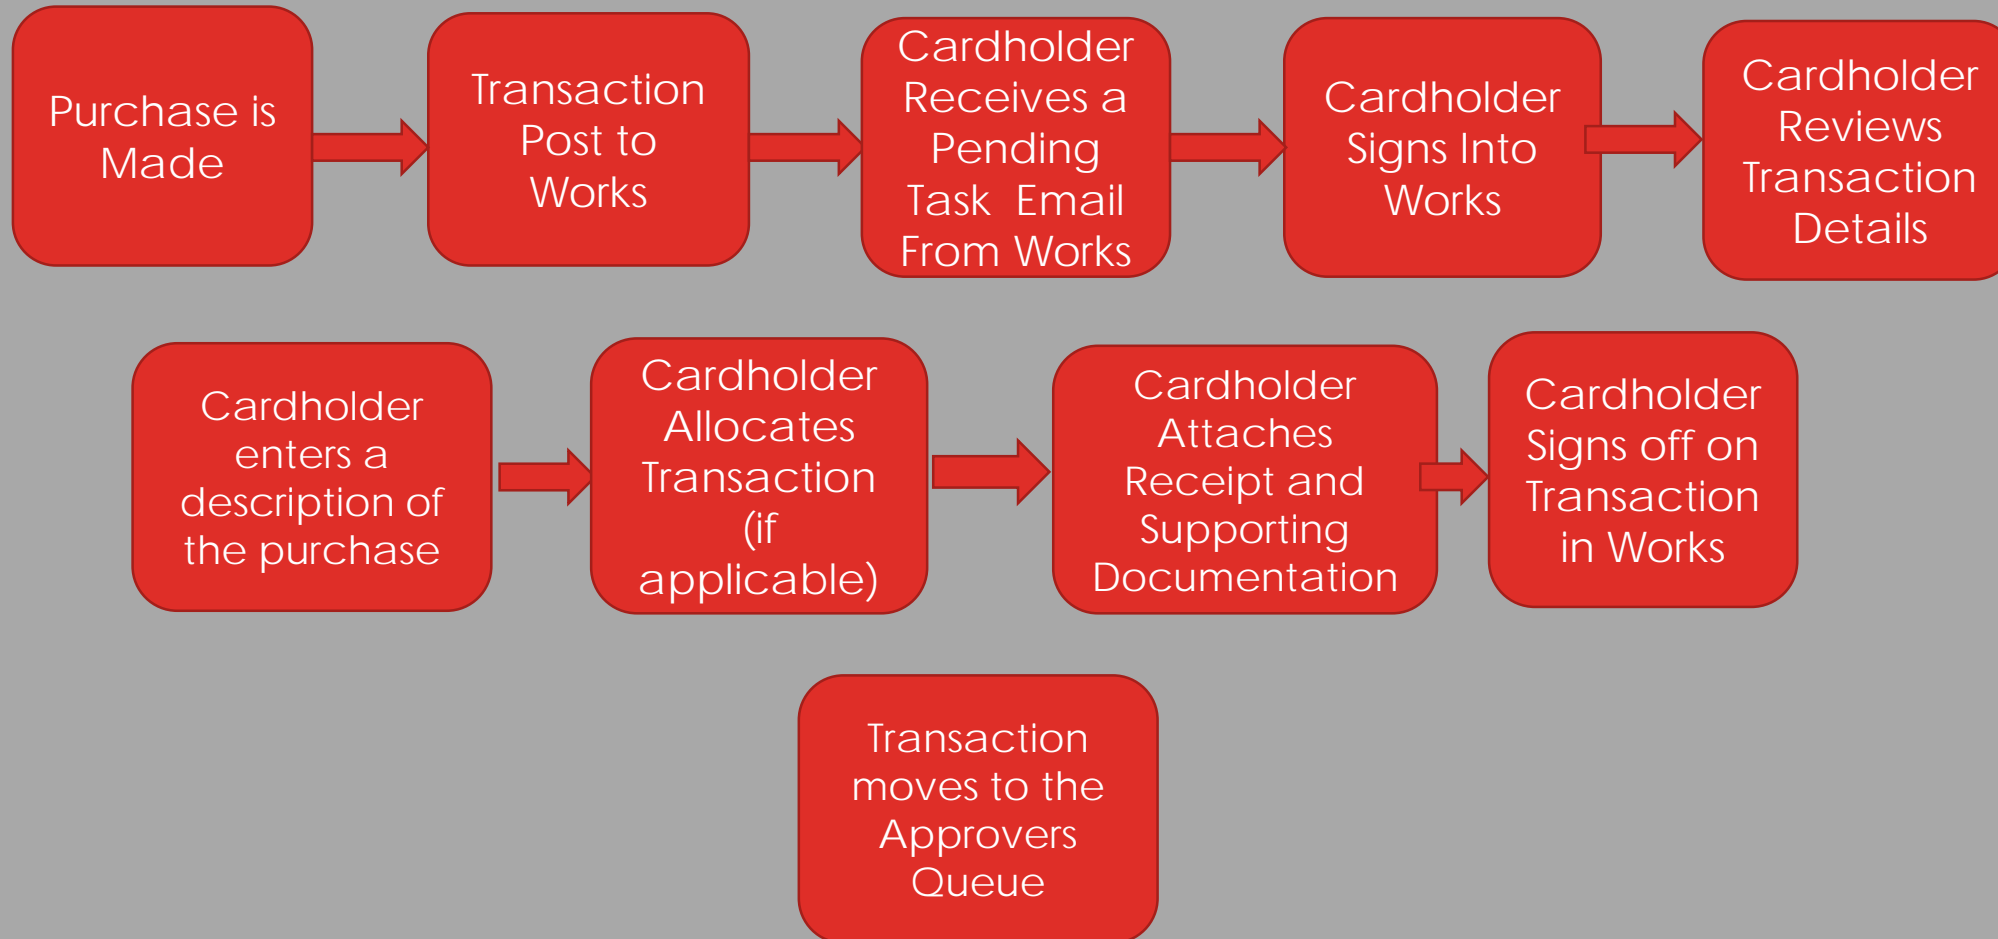 Purchase is
Made
Transaction
Post to
Works
Cardholder
Receives a
Pending
Task  Email
From Works
Cardholder
Signs Into
Works
Cardholder
Reviews
Transaction
Details
Cardholder
enters a
description of
the purchase
Cardholder
Allocates
Transaction
(if
applicable)
Cardholder
Attaches
Receipt and
Supporting
Documentation
Cardholder
Signs off on
Transaction
in Works
Transaction
moves to the
Approvers
Queue